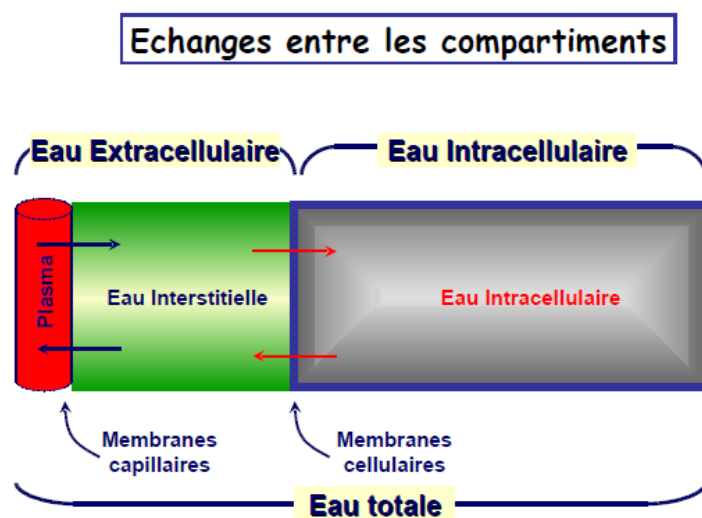 Echanges entre les compartiments
Eau Extracellulaire
Eau Intracellulaire
Plasma
Eau Interstitielle
Eau Intracellulaire
Membranes
capillaires
Membranes
cellulaires
Eau totale